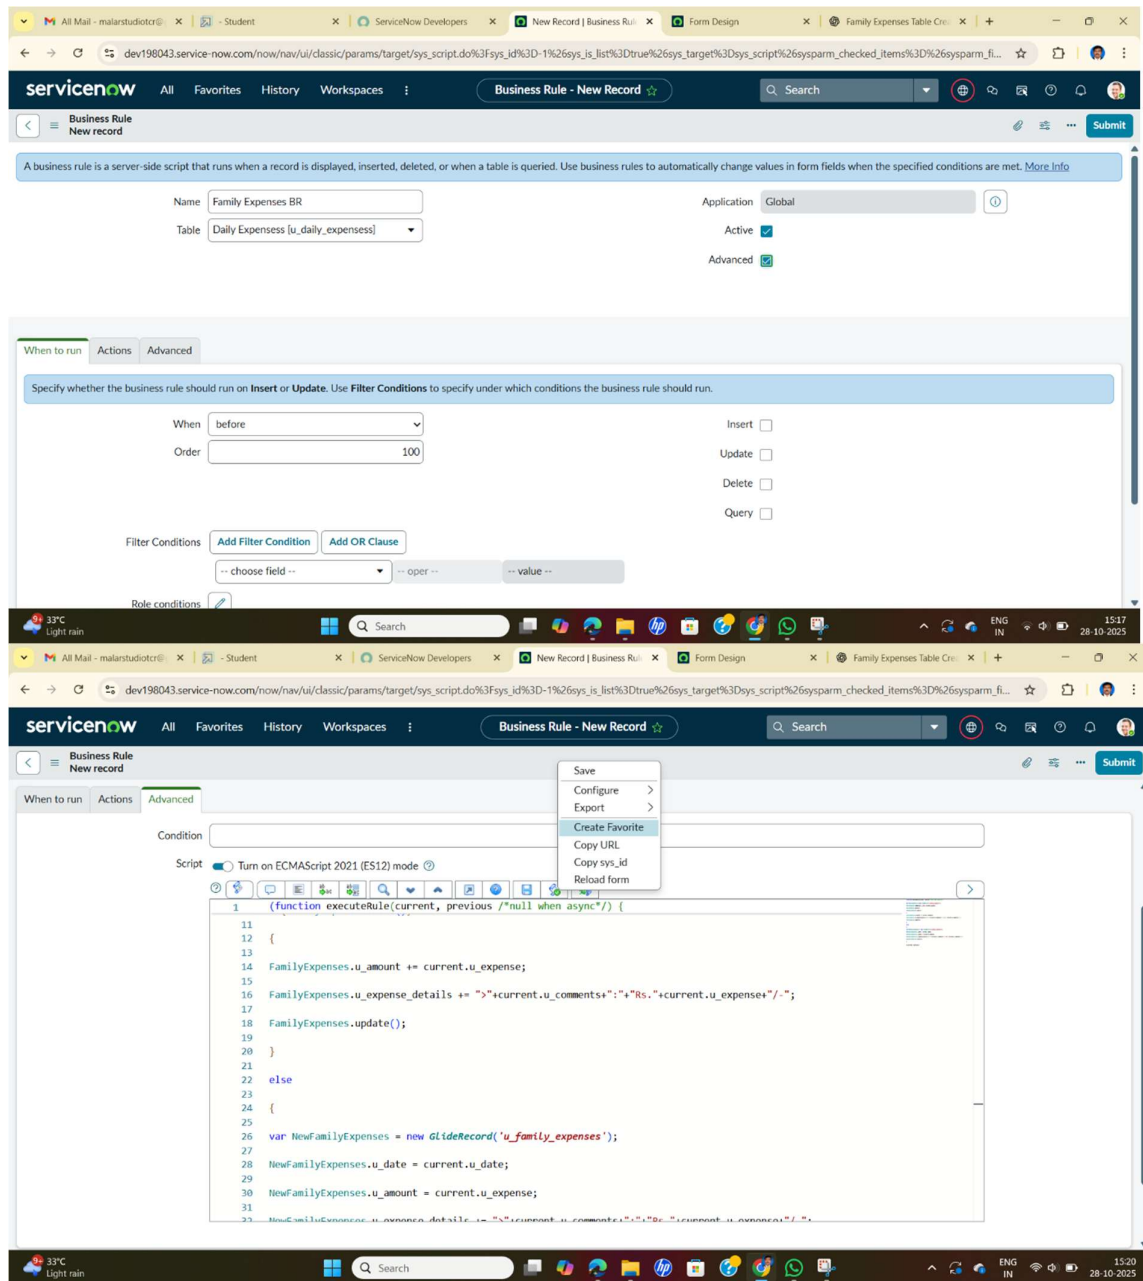 All Mail - malarstudiotcr@
- Student
ServiceNow Developers
New Record | Business Rul
Form Design
Family Expenses Table Cre
dev198043.service-now.com/now/nav/ui/classic/params/target/sys_script.do%3Fsys_id%3D-1%26sys_is_list%3Dtrue%26sys_target%3Dsys_script%26sysparm_checked_items%3D%26sysparm_fi...
servicenow All Favorites History Workspaces Business Rule - New Record Search
Business Rule
New record
Submit
A business rule is a server-side script that runs when a record is displayed, inserted, deleted, or when a table is queried. Use business rules to automatically change values in form fields when the specified conditions are met. More Info
Name Family Expenses BR Application Global
Table Daily Expensess [u_daily_expensess] Active
Advanced
When to run Actions Advanced
Specify whether the business rule should run on Insert or Update. Use Filter Conditions to specify under which conditions the business rule should run.
When before Insert
Order 100 Update
Delete
Query
Filter Conditions Add Filter Condition Add OR Clause
-- choose field -- -- oper -- -- value --
Role conditions
9+ 33°C Search ENG 15:17
Light rain IN 28-10-2025
All Mail - malarstudiotcr@
- Student
ServiceNow Developers
New Record | Business Rul
Form Design
Family Expenses Table Cre
dev198043.service-now.com/now/nav/ui/classic/params/target/sys_script.do%3Fsys_id%3D-1%26sys_is_list%3Dtrue%26sys_target%3Dsys_script%26sysparm_checked_items%3D%26sysparm_fi...
servicenow All Favorites History Workspaces Business Rule - New Record Search
Business Rule
New record
Submit
Save
Configure
Export
Create Favorite
Copy URL
Copy sys_id
Reload form
When to run Actions Advanced
Condition
Script Turn on ECMAScript 2021 (ES12) mode
1 (function executeRule(current, previous /*null when async*/) {
11
12 {
13
14 FamilyExpenses.u_amount += current.u_expense;
15
16 FamilyExpenses.u_expense_details += ">"+current.u_comments+":"+"Rs."+current.u_expense+"/-";
17
18 FamilyExpenses.update();
19
20 }
21
22 else
23
24 {
25
26 var NewFamilyExpenses = new GlideRecord('u_family_expenses');
27
28 NewFamilyExpenses.u_date = current.u_date;
29
30 NewFamilyExpenses.u_amount = current.u_expense;
31
32 NewFamilyExpenses.u_expense_details += ">"+current.u_comments+":"+"Rs."+current.u_expense+"/-";
9+ 33°C Search ENG 15:20
Light rain IN 28-10-2025